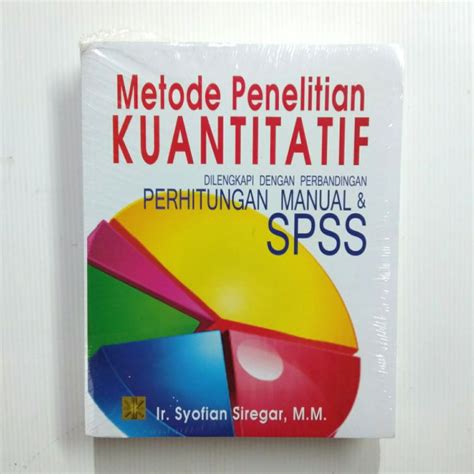 Metode Penelitian
KUANTITATIF
DILENGKAPI DENGAN PERBANDINGAN
PERHITUNGAN MANUAL &
SPSS
Ir. Syofian Siregar, M.M.